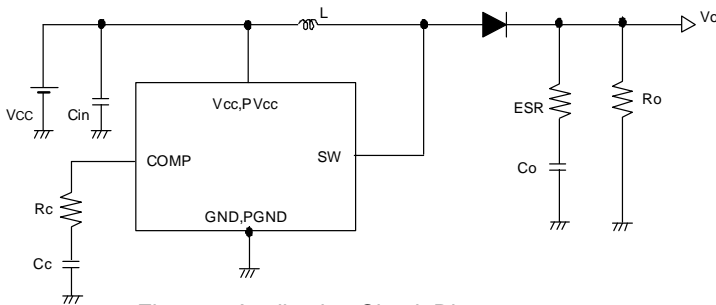 L
Vo
VCC
Cin
Vcc,PVcc
ESR
Ro
COMP
SW
Co
Rc
GND,PGND
Cc